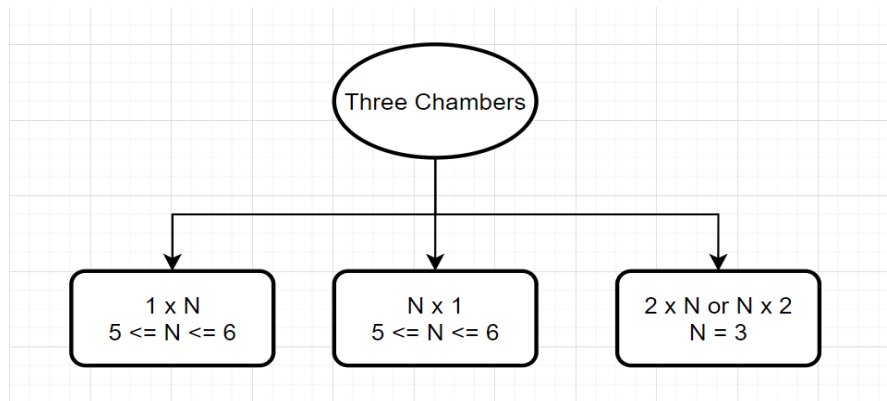 Three Chambers
1 x N
5 <= N <= 6
N x 1
5 <= N <= 6
2 x N or N x 2
N = 3